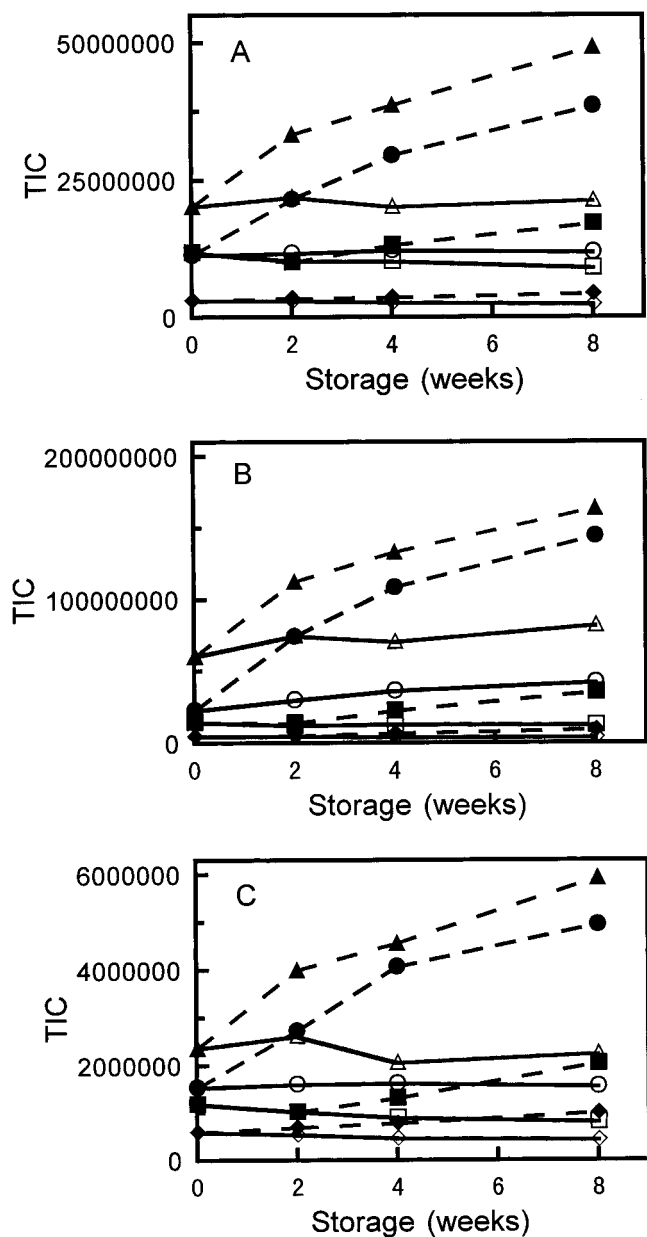 A
50000000
25000000
0
TIC
0 2 4 6 8
Storage (weeks)
B
200000000
100000000
0
TIC
0 2 4 6 8
Storage (weeks)
C
6000000
4000000
2000000
0
TIC
0 2 4 6 8
Storage (weeks)